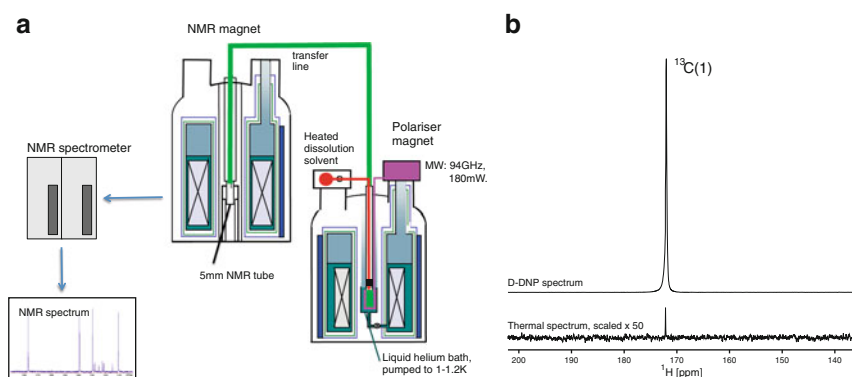 a
NMR magnet
transfer
line
NMR spectrometer
Heated
dissolution
solvent
Polariser
magnet
MW: 94GHz,
180mW.
5mm NMR tube
NMR spectrum
Liquid helium bath,
pumped to 1-1.2K
b
¹³C(1)
D-DNP spectrum
Thermal spectrum, scaled x 50
200 190 180 170 160 150 140
¹H [ppm]